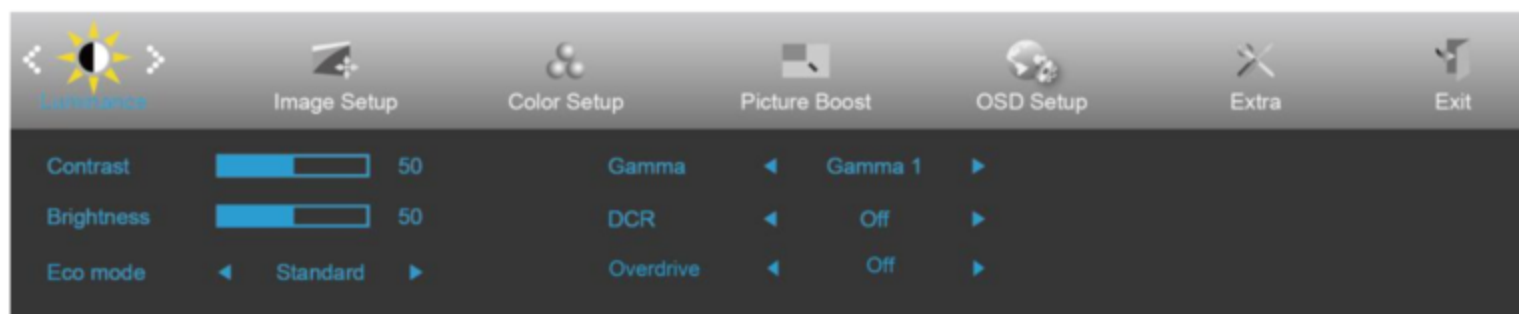 Luminance Image Setup Color Setup Picture Boost OSD Setup Extra Exit
Contrast 50 Gamma Gamma 1
Brightness 50 DCR Off
Eco mode Standard Overdrive Off